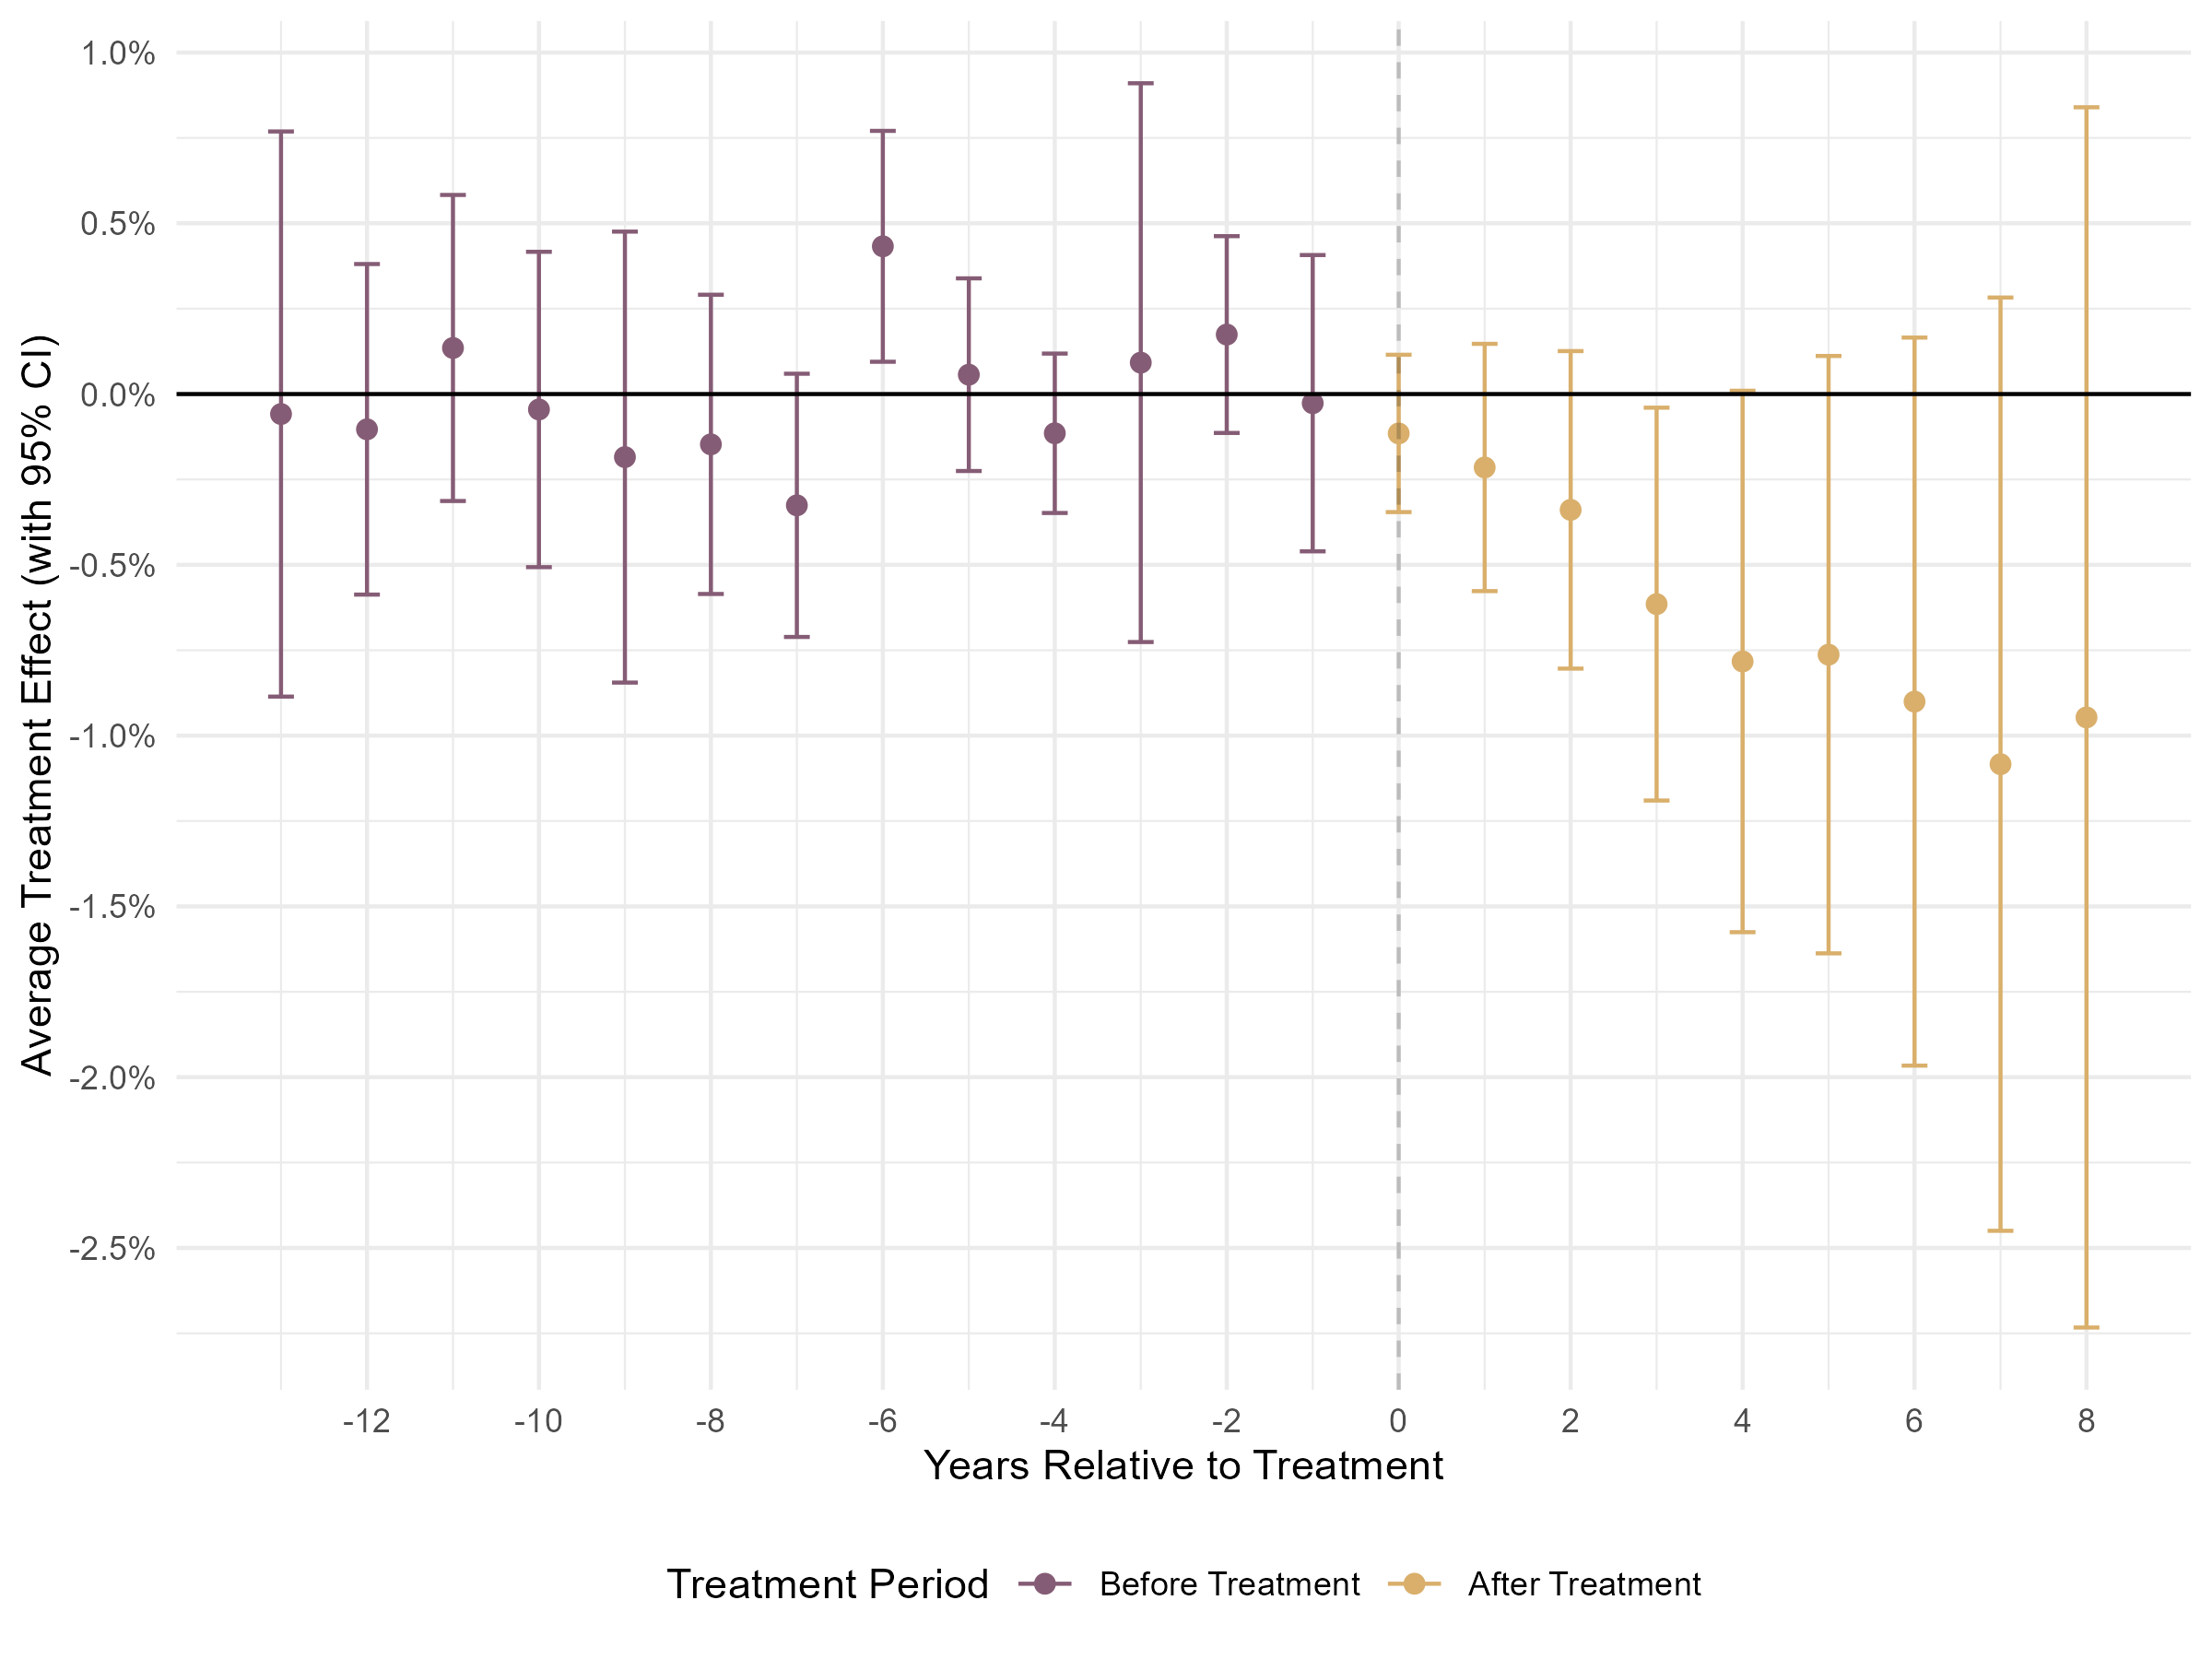 Average Treatment Effect (with 95% CI)
1.0%
0.5%
0.0%
-0.5%
-1.0%
-1.5%
-2.0%
-2.5%
-12 -10 -8 -6 -4 -2 0 2 4 6 8
Years Relative to Treatment
Treatment Period Before Treatment After Treatment